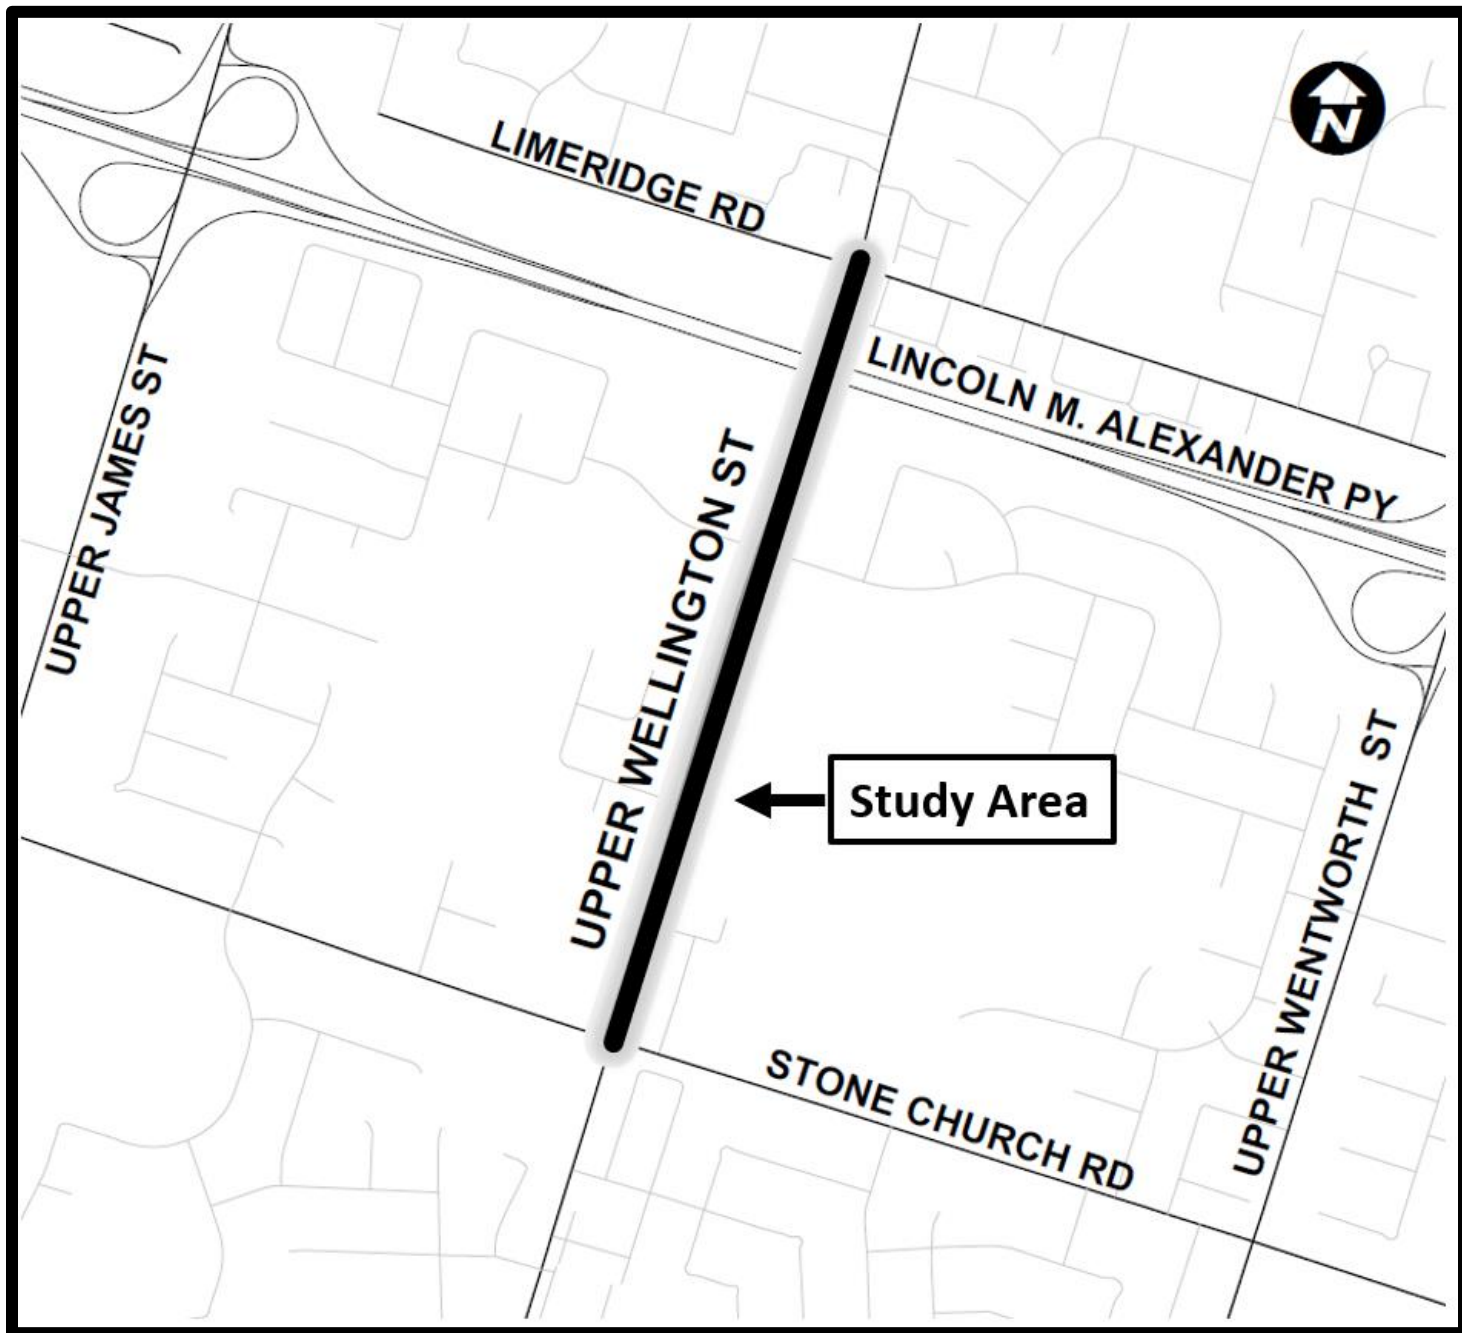 N
LIMERIDGE RD
LINCOLN M. ALEXANDER PY
UPPER JAMES ST
UPPER WELLINGTON ST
Study Area
UPPER WENTWORTH ST
STONE CHURCH RD